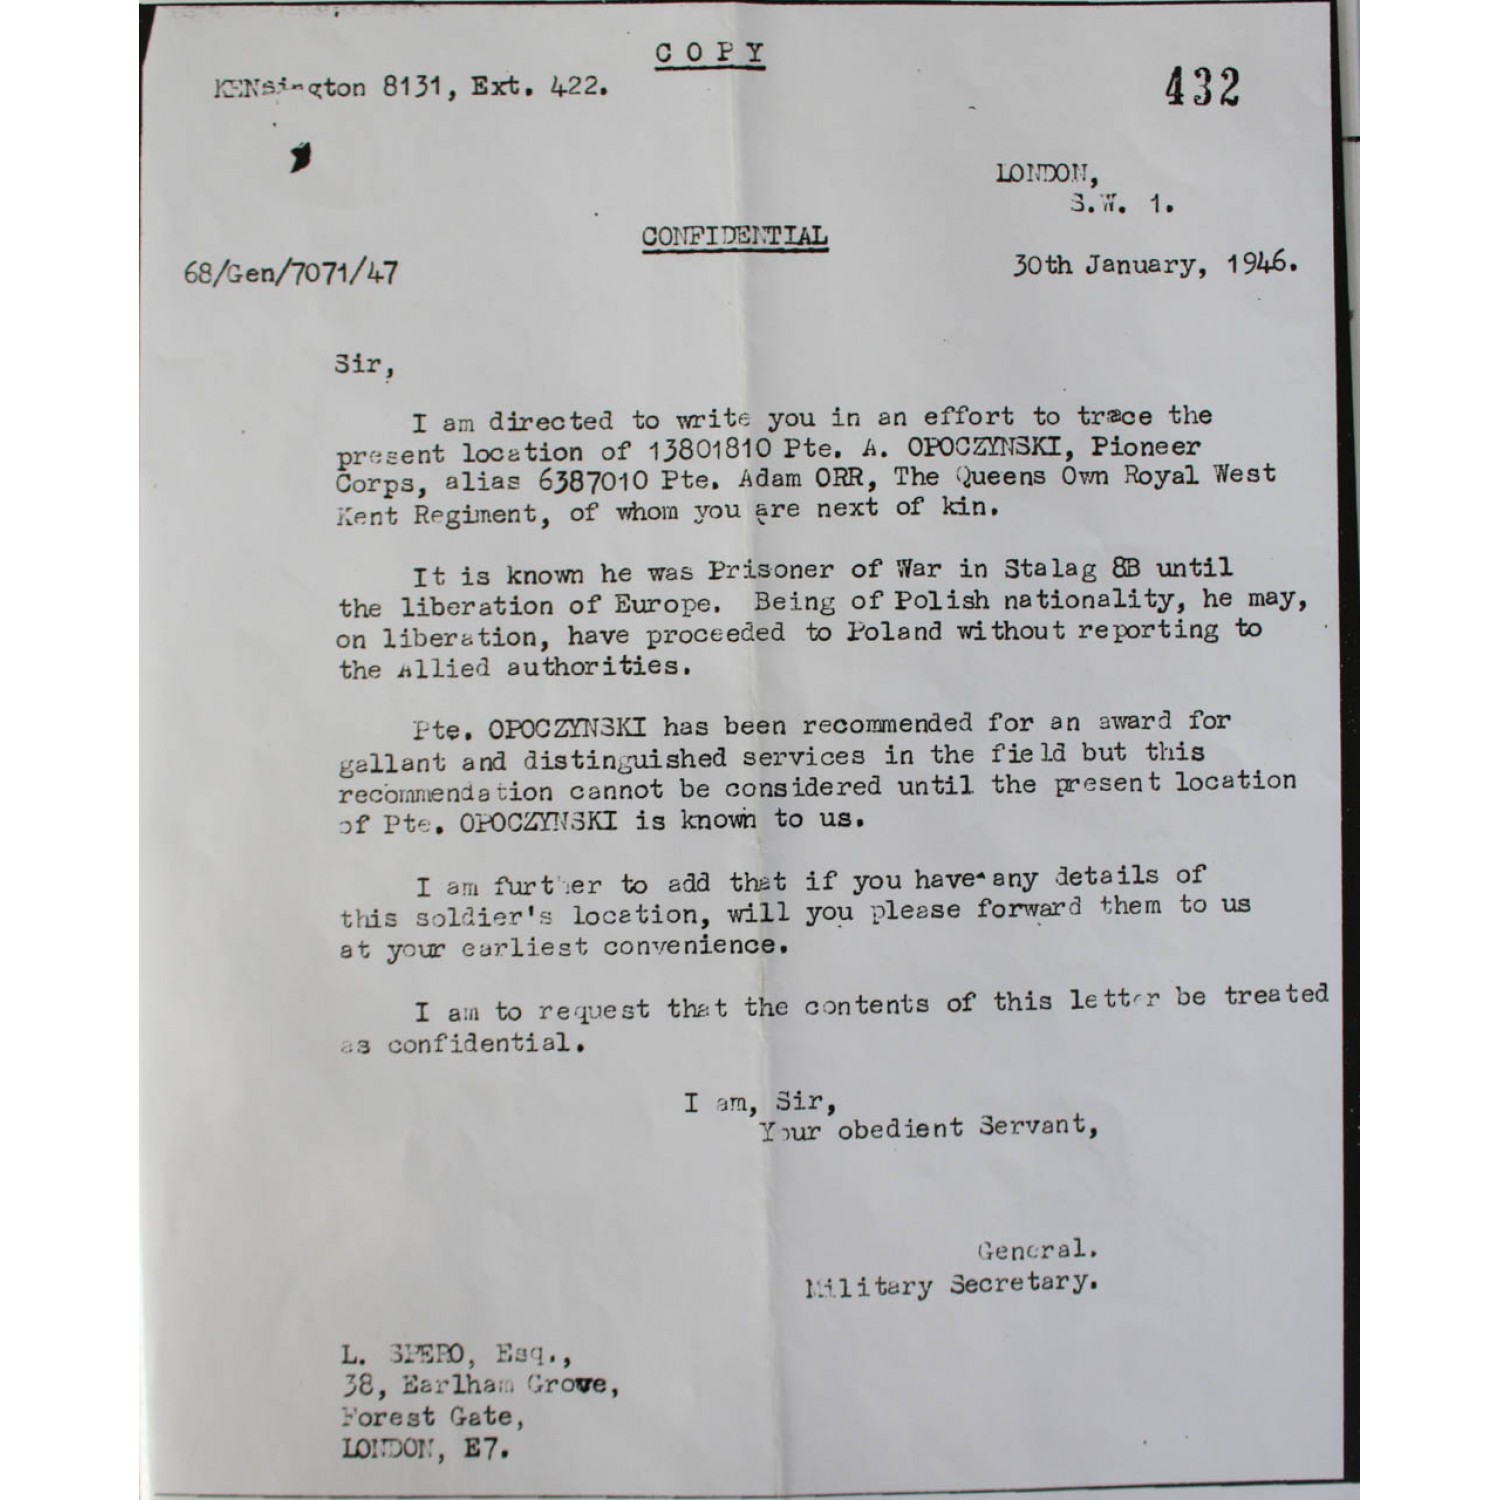 COPY
KENsington 8131, Ext. 422.
432
LONDON,
S.W. 1.
CONFIDENTIAL
68/Gen/7071/47
30th January, 1946.
Sir,
I am directed to write you in an effort to trace the
present location of 13801810 Pte. A. OPOCZYNSKI, Pioneer
Corps, alias 6387010 Pte. Adam ORR, The Queens Own Royal West
Kent Regiment, of whom you are next of kin.
It is known he was Prisoner of War in Stalag 8B until
the liberation of Europe. Being of Polish nationality, he may,
on liberation, have proceeded to Poland without reporting to
the Allied authorities.
Pte. OPOCZYNSKI has been recommended for an award for
gallant and distinguished services in the field but this
recommendation cannot be considered until the present location
of Pte. OPOCZYNSKI is known to us.
I am further to add that if you have any details of
this soldier's location, will you please forward them to us
at your earliest convenience.
I am to request that the contents of this letter be treated
as confidential.
I am, Sir,
Your obedient Servant,
General.
Military Secretary.
L. SPERO, Esq.,
38, Earlham Grove,
Forest Gate,
LONDON, E7.